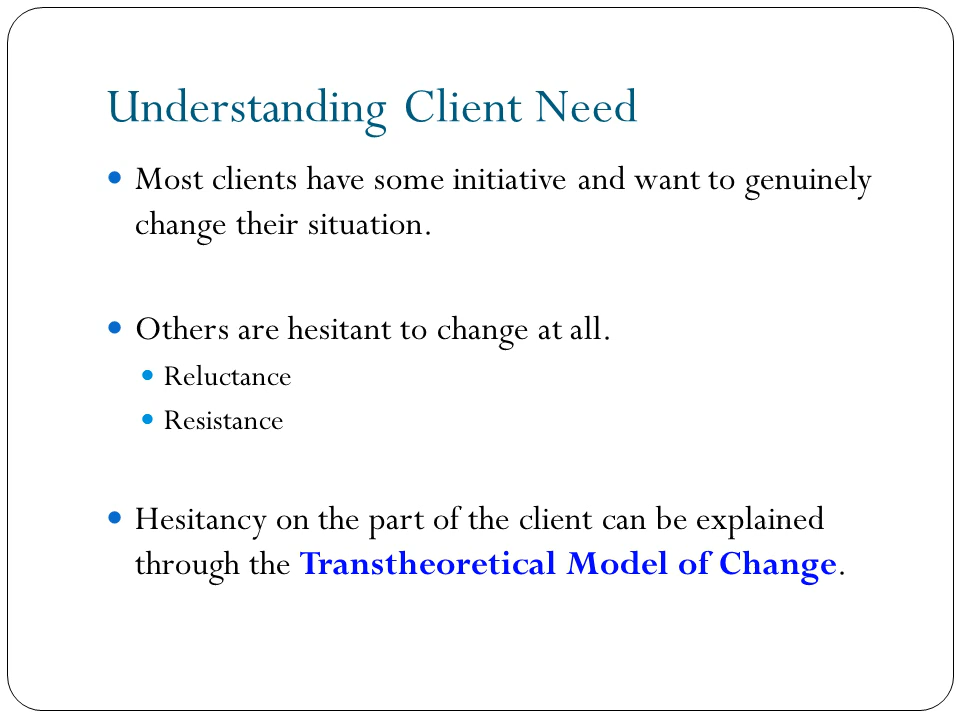 Understanding Client Need
Most clients have some initiative and want to genuinely
change their situation.
Others are hesitant to change at all.
Reluctance
Resistance
Hesitancy on the part of the client can be explained
through the Transtheoretical Model of Change.